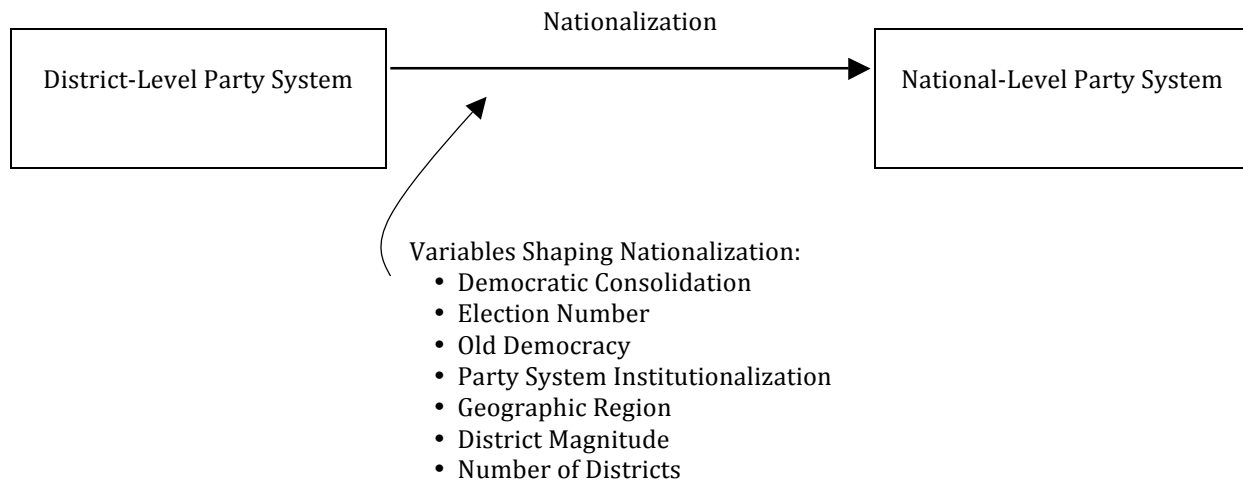 Nationalization
District-Level Party System
National-Level Party System
Variables Shaping Nationalization:
• Democratic Consolidation
• Election Number
• Old Democracy
• Party System Institutionalization
• Geographic Region
• District Magnitude
• Number of Districts